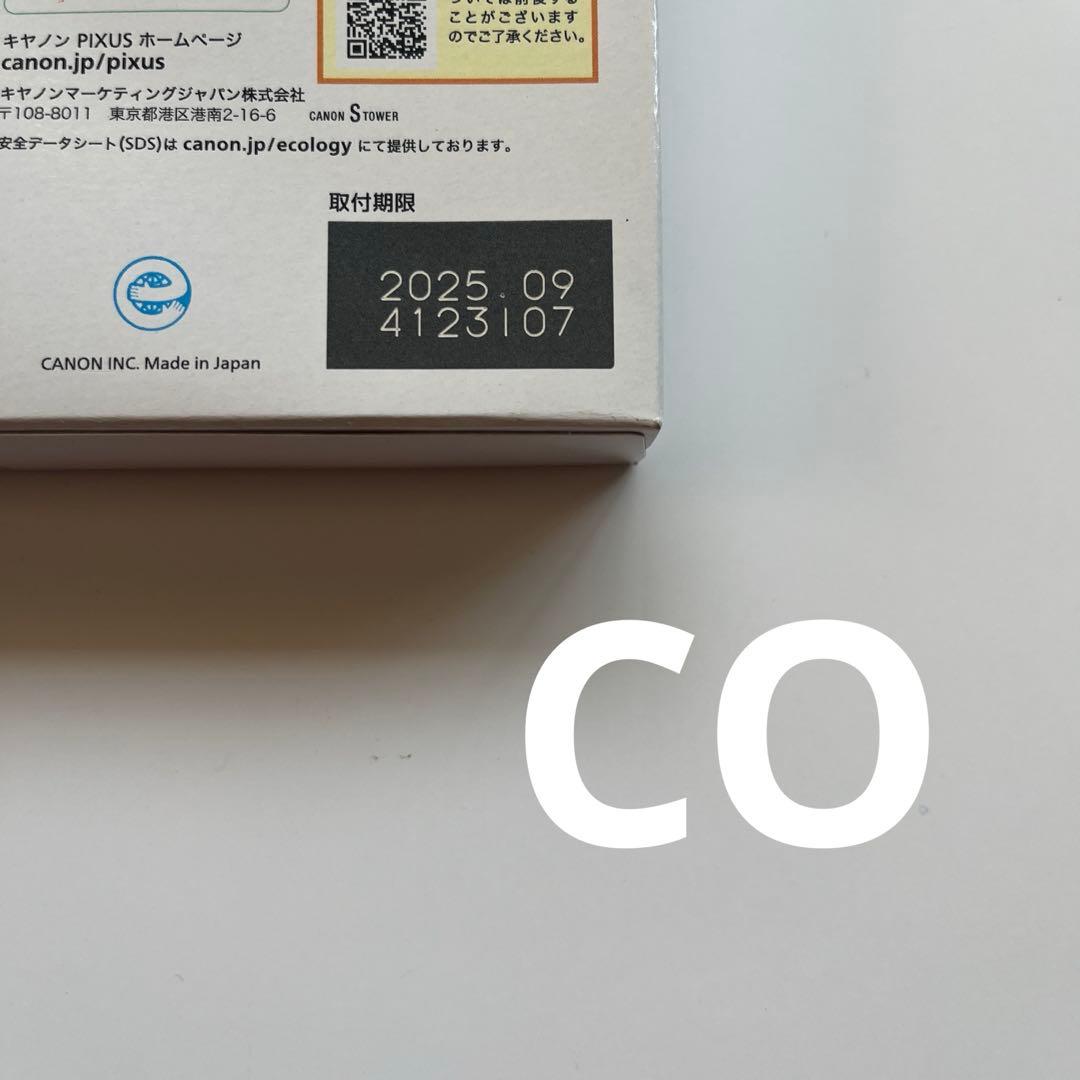 ことがございます
のでご了承ください。
キヤノン PIXUS ホームページ
canon.jp/pixus
キヤノンマーケティングジャパン株式会社
〒108-8011 東京都港区港南2-16-6 CANON S TOWER
安全データシート(SDS)は canon.jp/ecology にて提供しております。
取付期限
2025.09
4123107
CANON INC. Made in Japan
CO